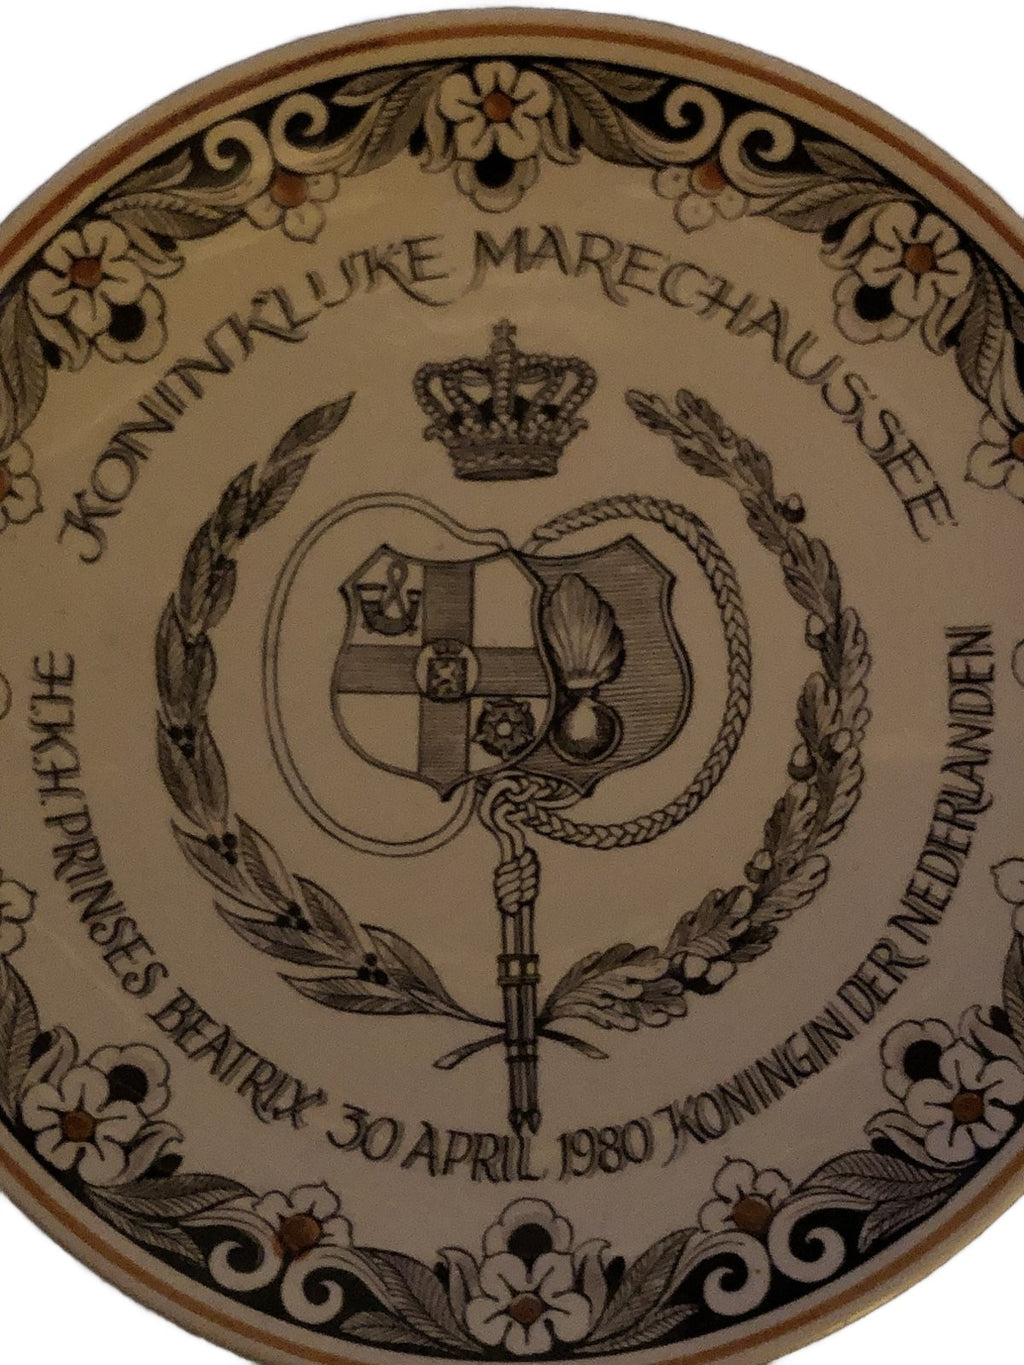 KONINKLIJKE MARECHAUSSEE
H.K.H. PRINSES BEATRIX 30 APRIL 1980 KONINGIN DER NEDERLANDEN